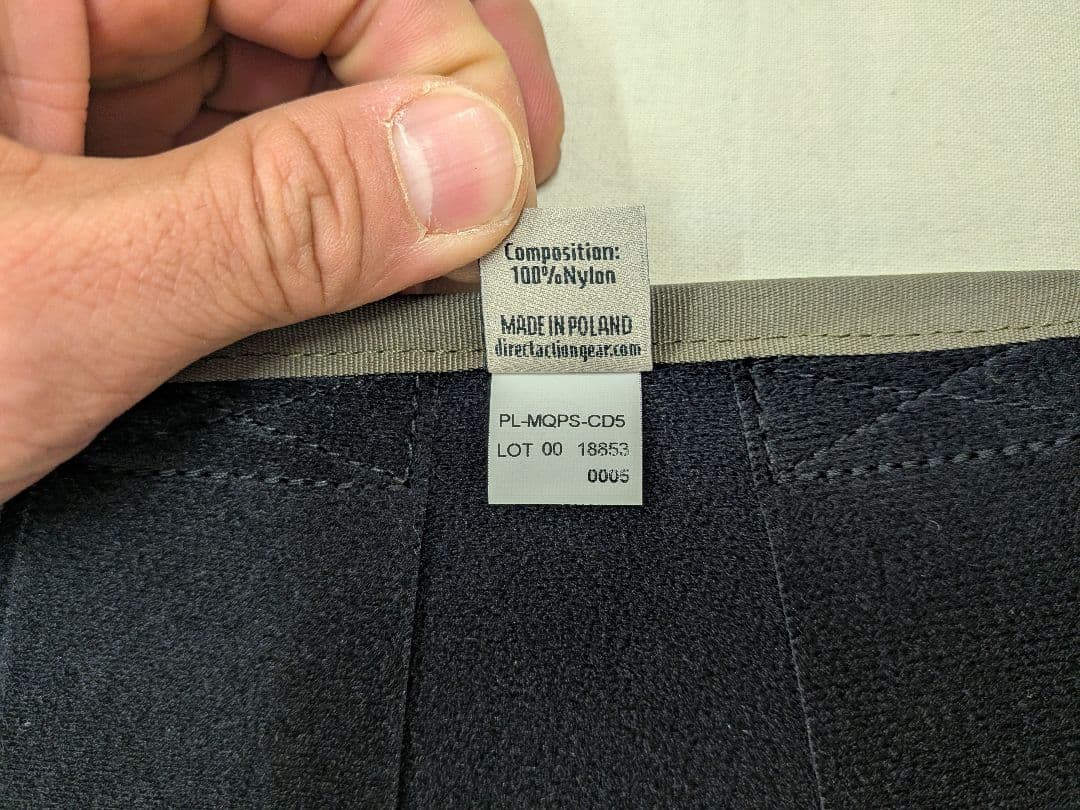 Composition:
100%Nylon
MADE IN POLAND
directactiongear.com
PL-MQPS-CD5
LOT 00 18853
0005